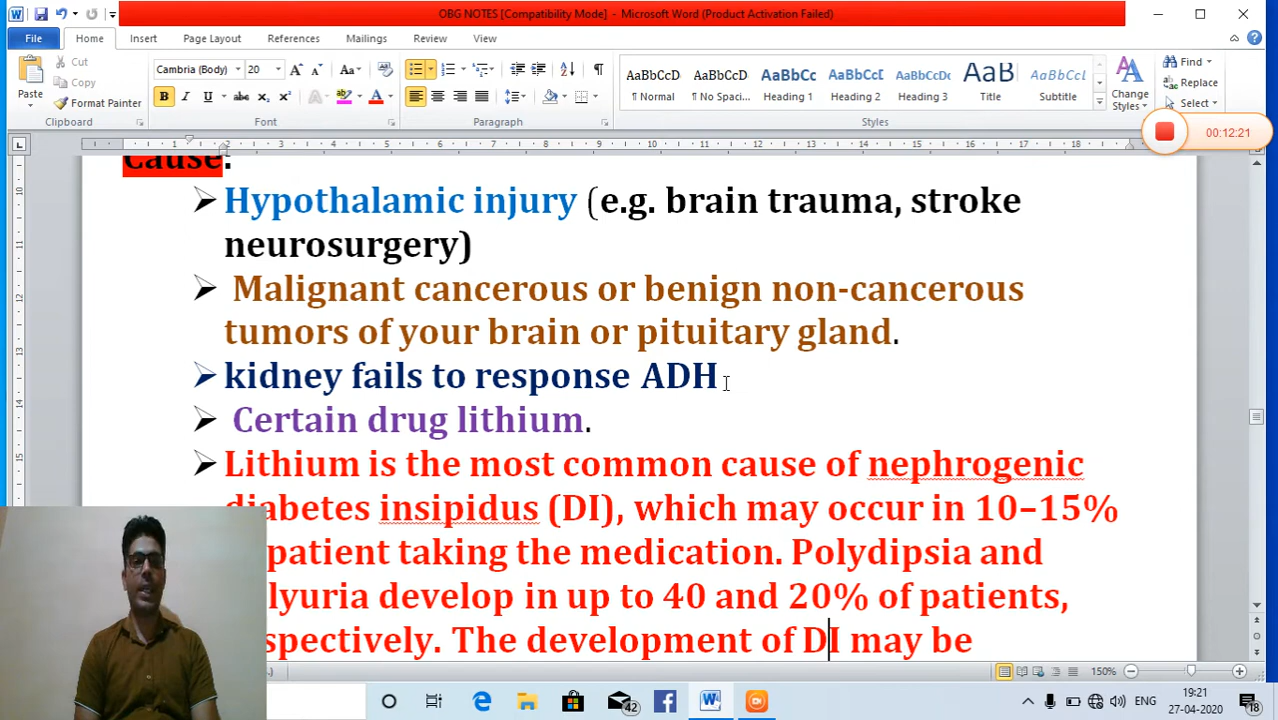 OBG NOTES [Compatibility Mode] - Microsoft Word (Product Activation Failed)
File Home Insert Page Layout References Mailings Review View
Paste
Cut
Copy
Format Painter
Clipboard
Cambria (Body) 20
Font
Paragraph
AaBbCcD AaBbCcD AaBbCc AaBbCc AaBbCc AaB AaBbCcL
¶ Normal ¶ No Spaci... Heading 1 Heading 2 Heading 3 Title Subtitle
Change Styles
Styles
Find
Replace
Select
Editing
00:12:21
Cause:
Hypothalamic injury (e.g. brain trauma, stroke
neurosurgery)
Malignant cancerous or benign non-cancerous
tumors of your brain or pituitary gland.
kidney fails to response ADH
Certain drug lithium.
Lithium is the most common cause of nephrogenic
diabetes insipidus (DI), which may occur in 10–15%
patient taking the medication. Polydipsia and
lyuria develop in up to 40 and 20% of patients,
spectively. The development of DI may be
150%
42
ENG
19:21
27-04-2020
18